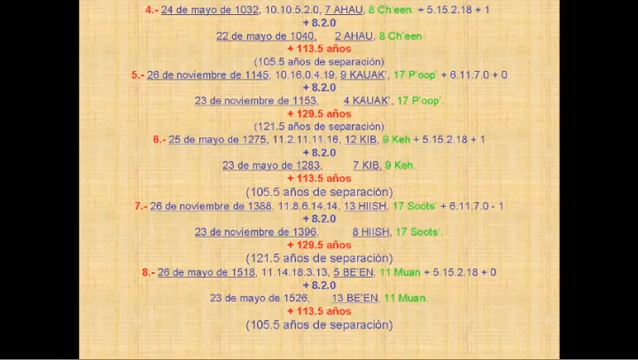 4.- 24 de mayo de 1032, 10.10.5.2.0, 7 AHAU, 8 Ch'een. + 5.15.2.18 + 1
+ 8.2.0
22 de mayo de 1040, 2 AHAU, 8 Ch'een
+ 113.5 años
(105.5 años de separación)
5.- 26 de noviembre de 1145, 10.16.0.4.19, 9 KAUAK', 17 P'oop' + 6.11.7.0 + 0
+ 8.2.0
23 de noviembre de 1153, 4 KAUAK', 17 P'oop'.
+ 129.5 años
(121.5 años de separación)
6.- 25 de mayo de 1275, 11.2.11.11.16, 12 KIB, 9 Keh + 5.15.2.18 + 1
+ 8.2.0
23 de mayo de 1283, 7 KIB, 9 Keh.
+ 113.5 años
(105.5 años de separación)
7.- 26 de noviembre de 1388, 11.8.6.14.14, 13 HIISH, 17 Soots' + 6.11.7.0 - 1
+ 8.2.0
23 de noviembre de 1396, 8 HIISH, 17 Soots'.
+ 129.5 años
(121.5 años de separación)
8.- 26 de mayo de 1518, 11.14.18.3.13, 5 BE'EN, 11 Muan + 5.15.2.18 + 0
+ 8.2.0
23 de mayo de 1526, 13 BE'EN, 11 Muan.
+ 113.5 años
(105.5 años de separación)